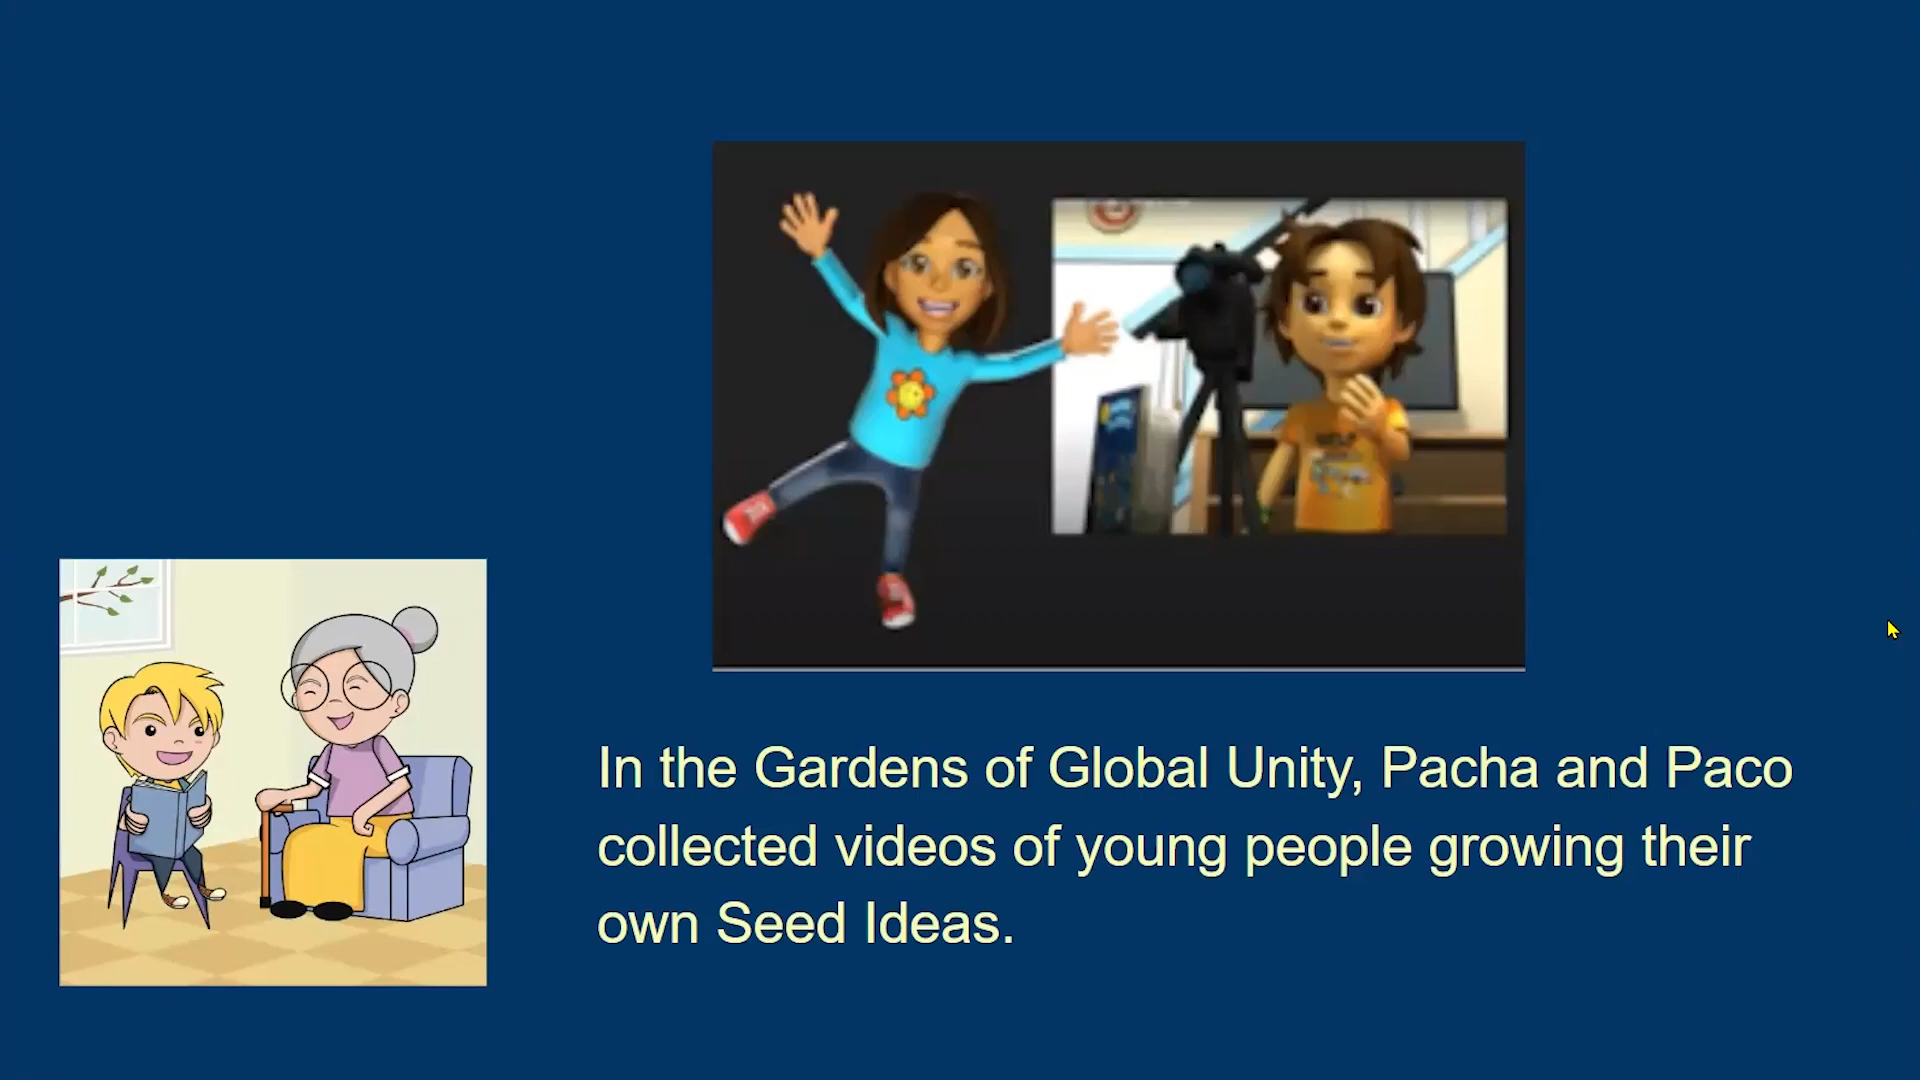 In the Gardens of Global Unity, Pacha and Paco
collected videos of young people growing their
own Seed Ideas.